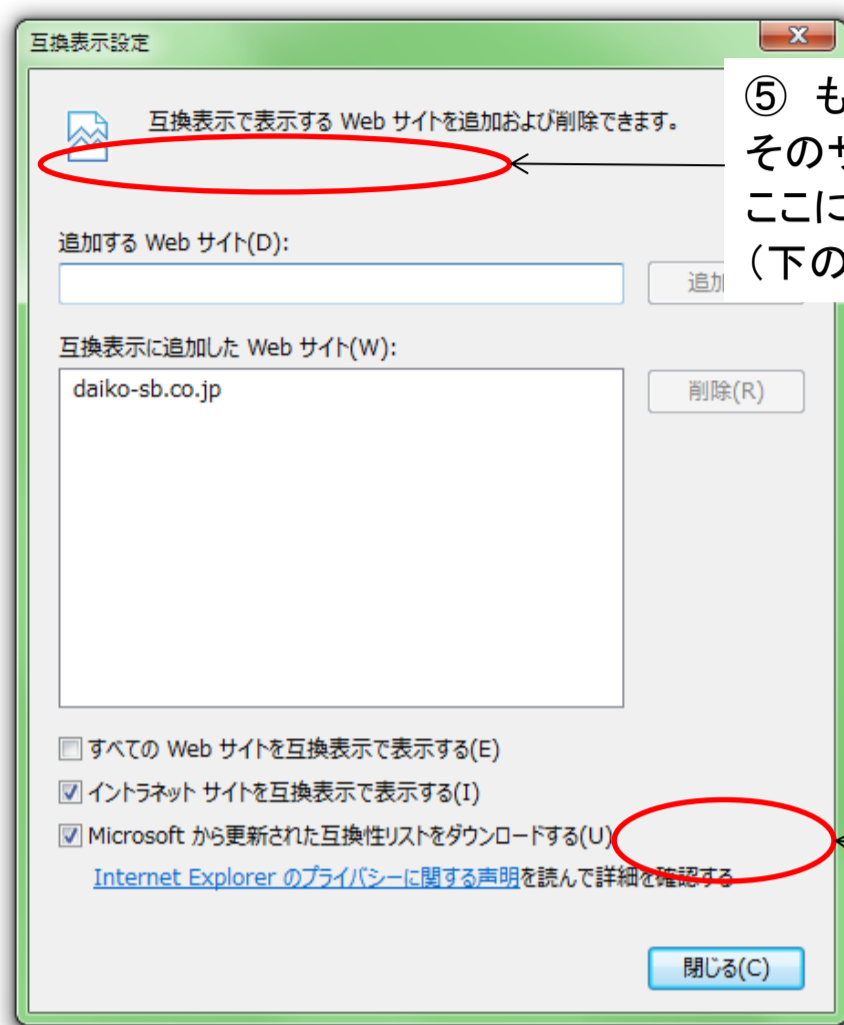 互換表示設定
互換表示で表示する Web サイトを追加および削除できます。
⑤ も
そのサ
ここに
（下の
追加する Web サイト(D):
追加
互換表示に追加した Web サイト(W):
daiko-sb.co.jp
削除(R)
すべての Web サイトを互換表示で表示する(E)
イントラネット サイトを互換表示で表示する(I)
Microsoft から更新された互換性リストをダウンロードする(U)
Internet Explorer のプライバシーに関する声明を読んで詳細を確認する
閉じる(C)